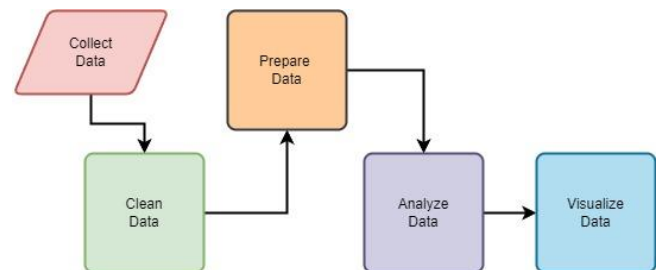 Collect
Data
Clean
Data
Prepare
Data
Analyze
Data
Visualize
Data